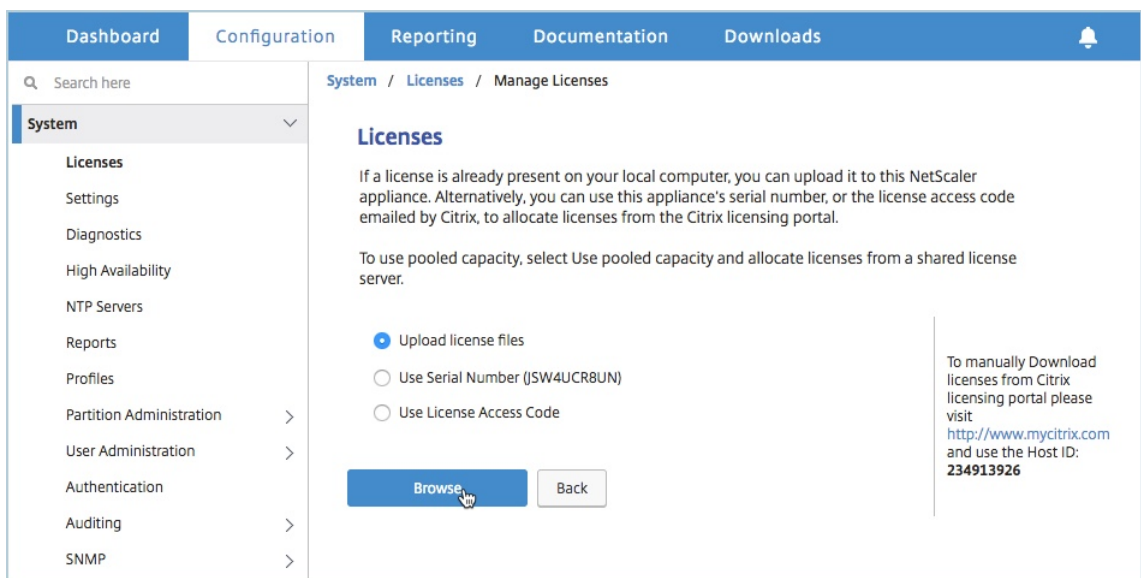 Dashboard Configuration Reporting Documentation Downloads
Search here
System
Licenses
Settings
Diagnostics
High Availability
NTP Servers
Reports
Profiles
Partition Administration
User Administration
Authentication
Auditing
SNMP
System / Licenses / Manage Licenses
Licenses
If a license is already present on your local computer, you can upload it to this NetScaler
appliance. Alternatively, you can use this appliance's serial number, or the license access code
emailed by Citrix, to allocate licenses from the Citrix licensing portal.
To use pooled capacity, select Use pooled capacity and allocate licenses from a shared license
server.
Upload license files
Use Serial Number (JSW4UCR8UN)
Use License Access Code
Browse
Back
To manually Download
licenses from Citrix
licensing portal please
visit
http://www.mycitrix.com
and use the Host ID:
234913926